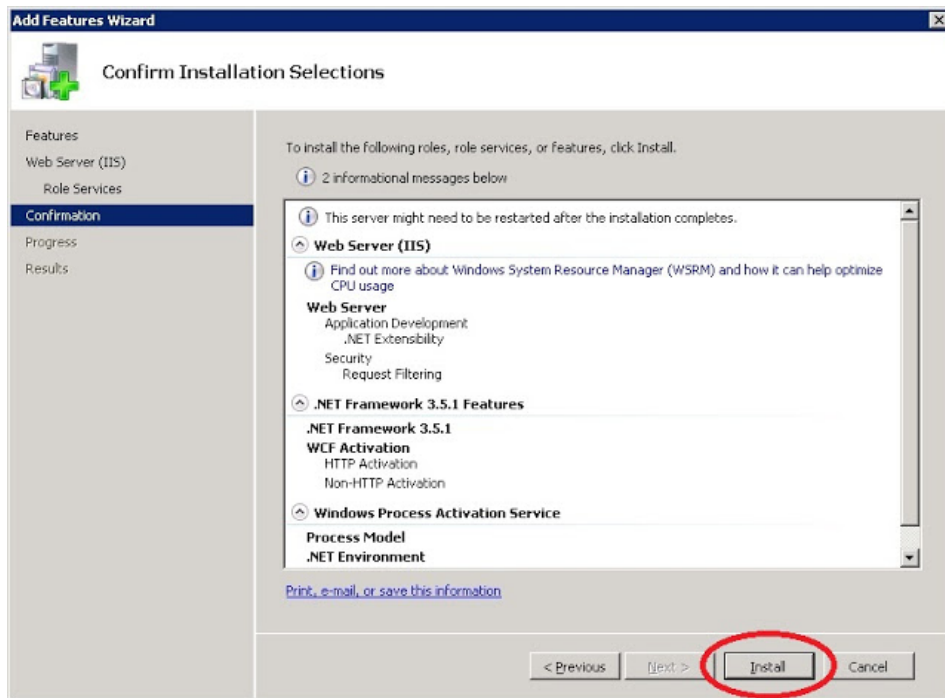 Add Features Wizard
Confirm Installation Selections
Features
Web Server (IIS)
Role Services
Confirmation
Progress
Results
To install the following roles, role services, or features, click Install.
2 informational messages below
This server might need to be restarted after the installation completes.
Web Server (IIS)
Find out more about Windows System Resource Manager (WSRM) and how it can help optimize
CPU usage
Web Server
Application Development
.NET Extensibility
Security
Request Filtering
.NET Framework 3.5.1 Features
.NET Framework 3.5.1
WCF Activation
HTTP Activation
Non-HTTP Activation
Windows Process Activation Service
Process Model
.NET Environment
Print, e-mail, or save this information
< Previous Next > Install Cancel